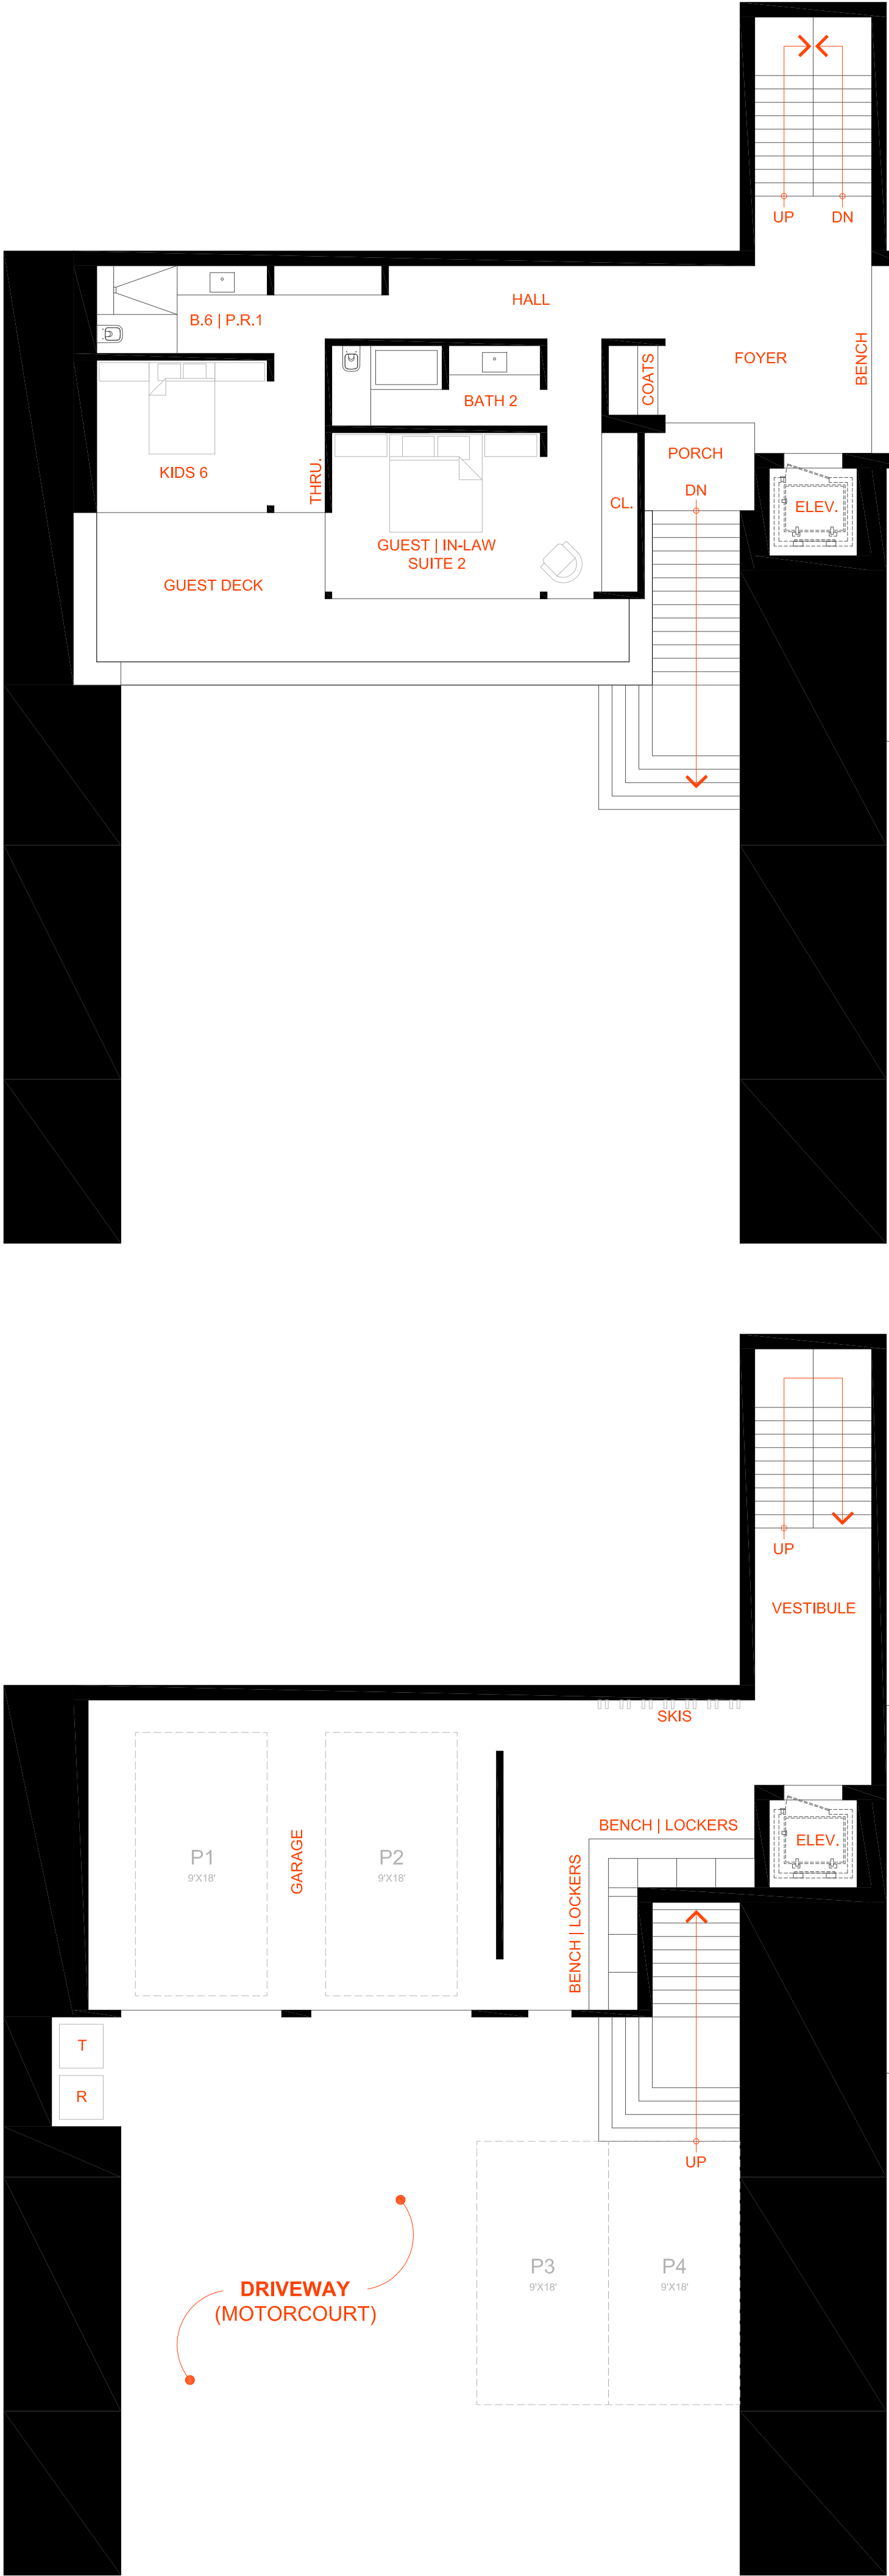 UP
DN
HALL
B.6 | P.R.1
FOYER
BENCH
COATS
BATH 2
PORCH
KIDS 6
THRU.
DN
CL.
ELEV.
GUEST | IN-LAW
SUITE 2
GUEST DECK
UP
VESTIBULE
SKIS
BENCH | LOCKERS
ELEV.
P1
9'X18'
GARAGE
P2
9'X18'
BENCH | LOCKERS
T
R
UP
P3
9'X18'
P4
9'X18'
DRIVEWAY
(MOTORCOURT)